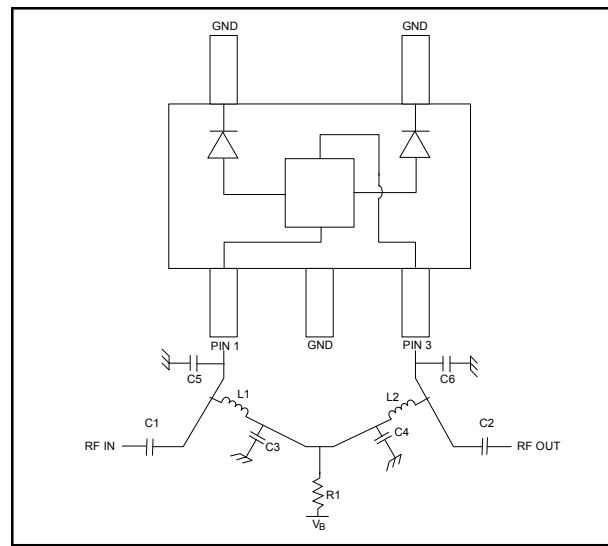 GND
GND
PIN 1
GND
PIN 3
C5
C6
L1
L2
C1
C3
C4
C2
RF IN
RF OUT
R1
VB